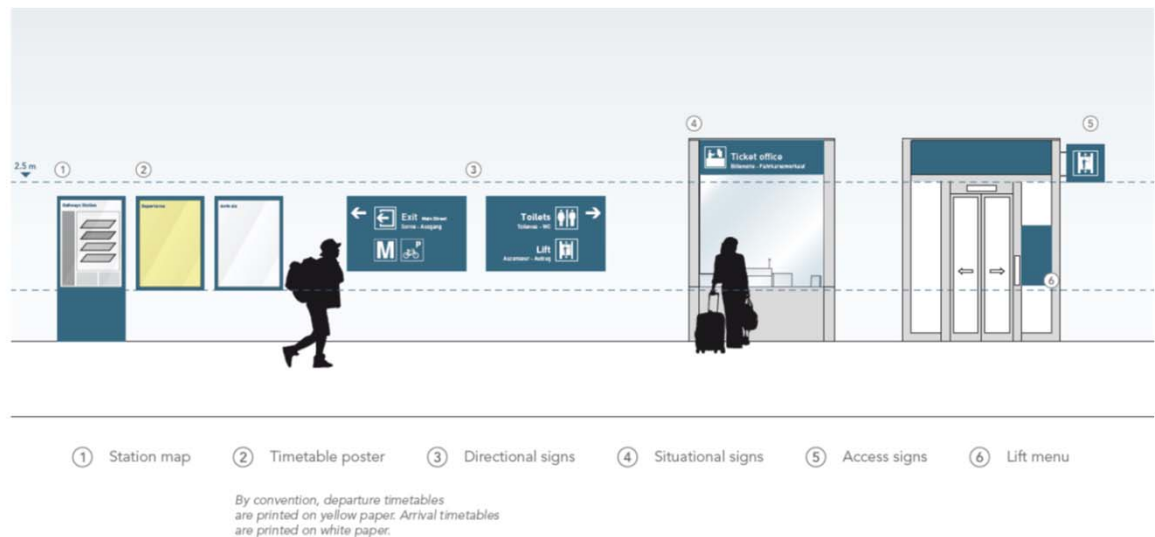 4
5
1
2
3
2.5 m
Ticket office
Railways Station
Departures
Arrivals
Exit Main Street
Sortie - Ausgang
M P
Toilets
Toilettes - WC
Lift
Ascenseur - Aufzug
6
1 Station map 2 Timetable poster 3 Directional signs 4 Situational signs 5 Access signs 6 Lift menu
By convention, departure timetables
are printed on yellow paper. Arrival timetables
are printed on white paper.